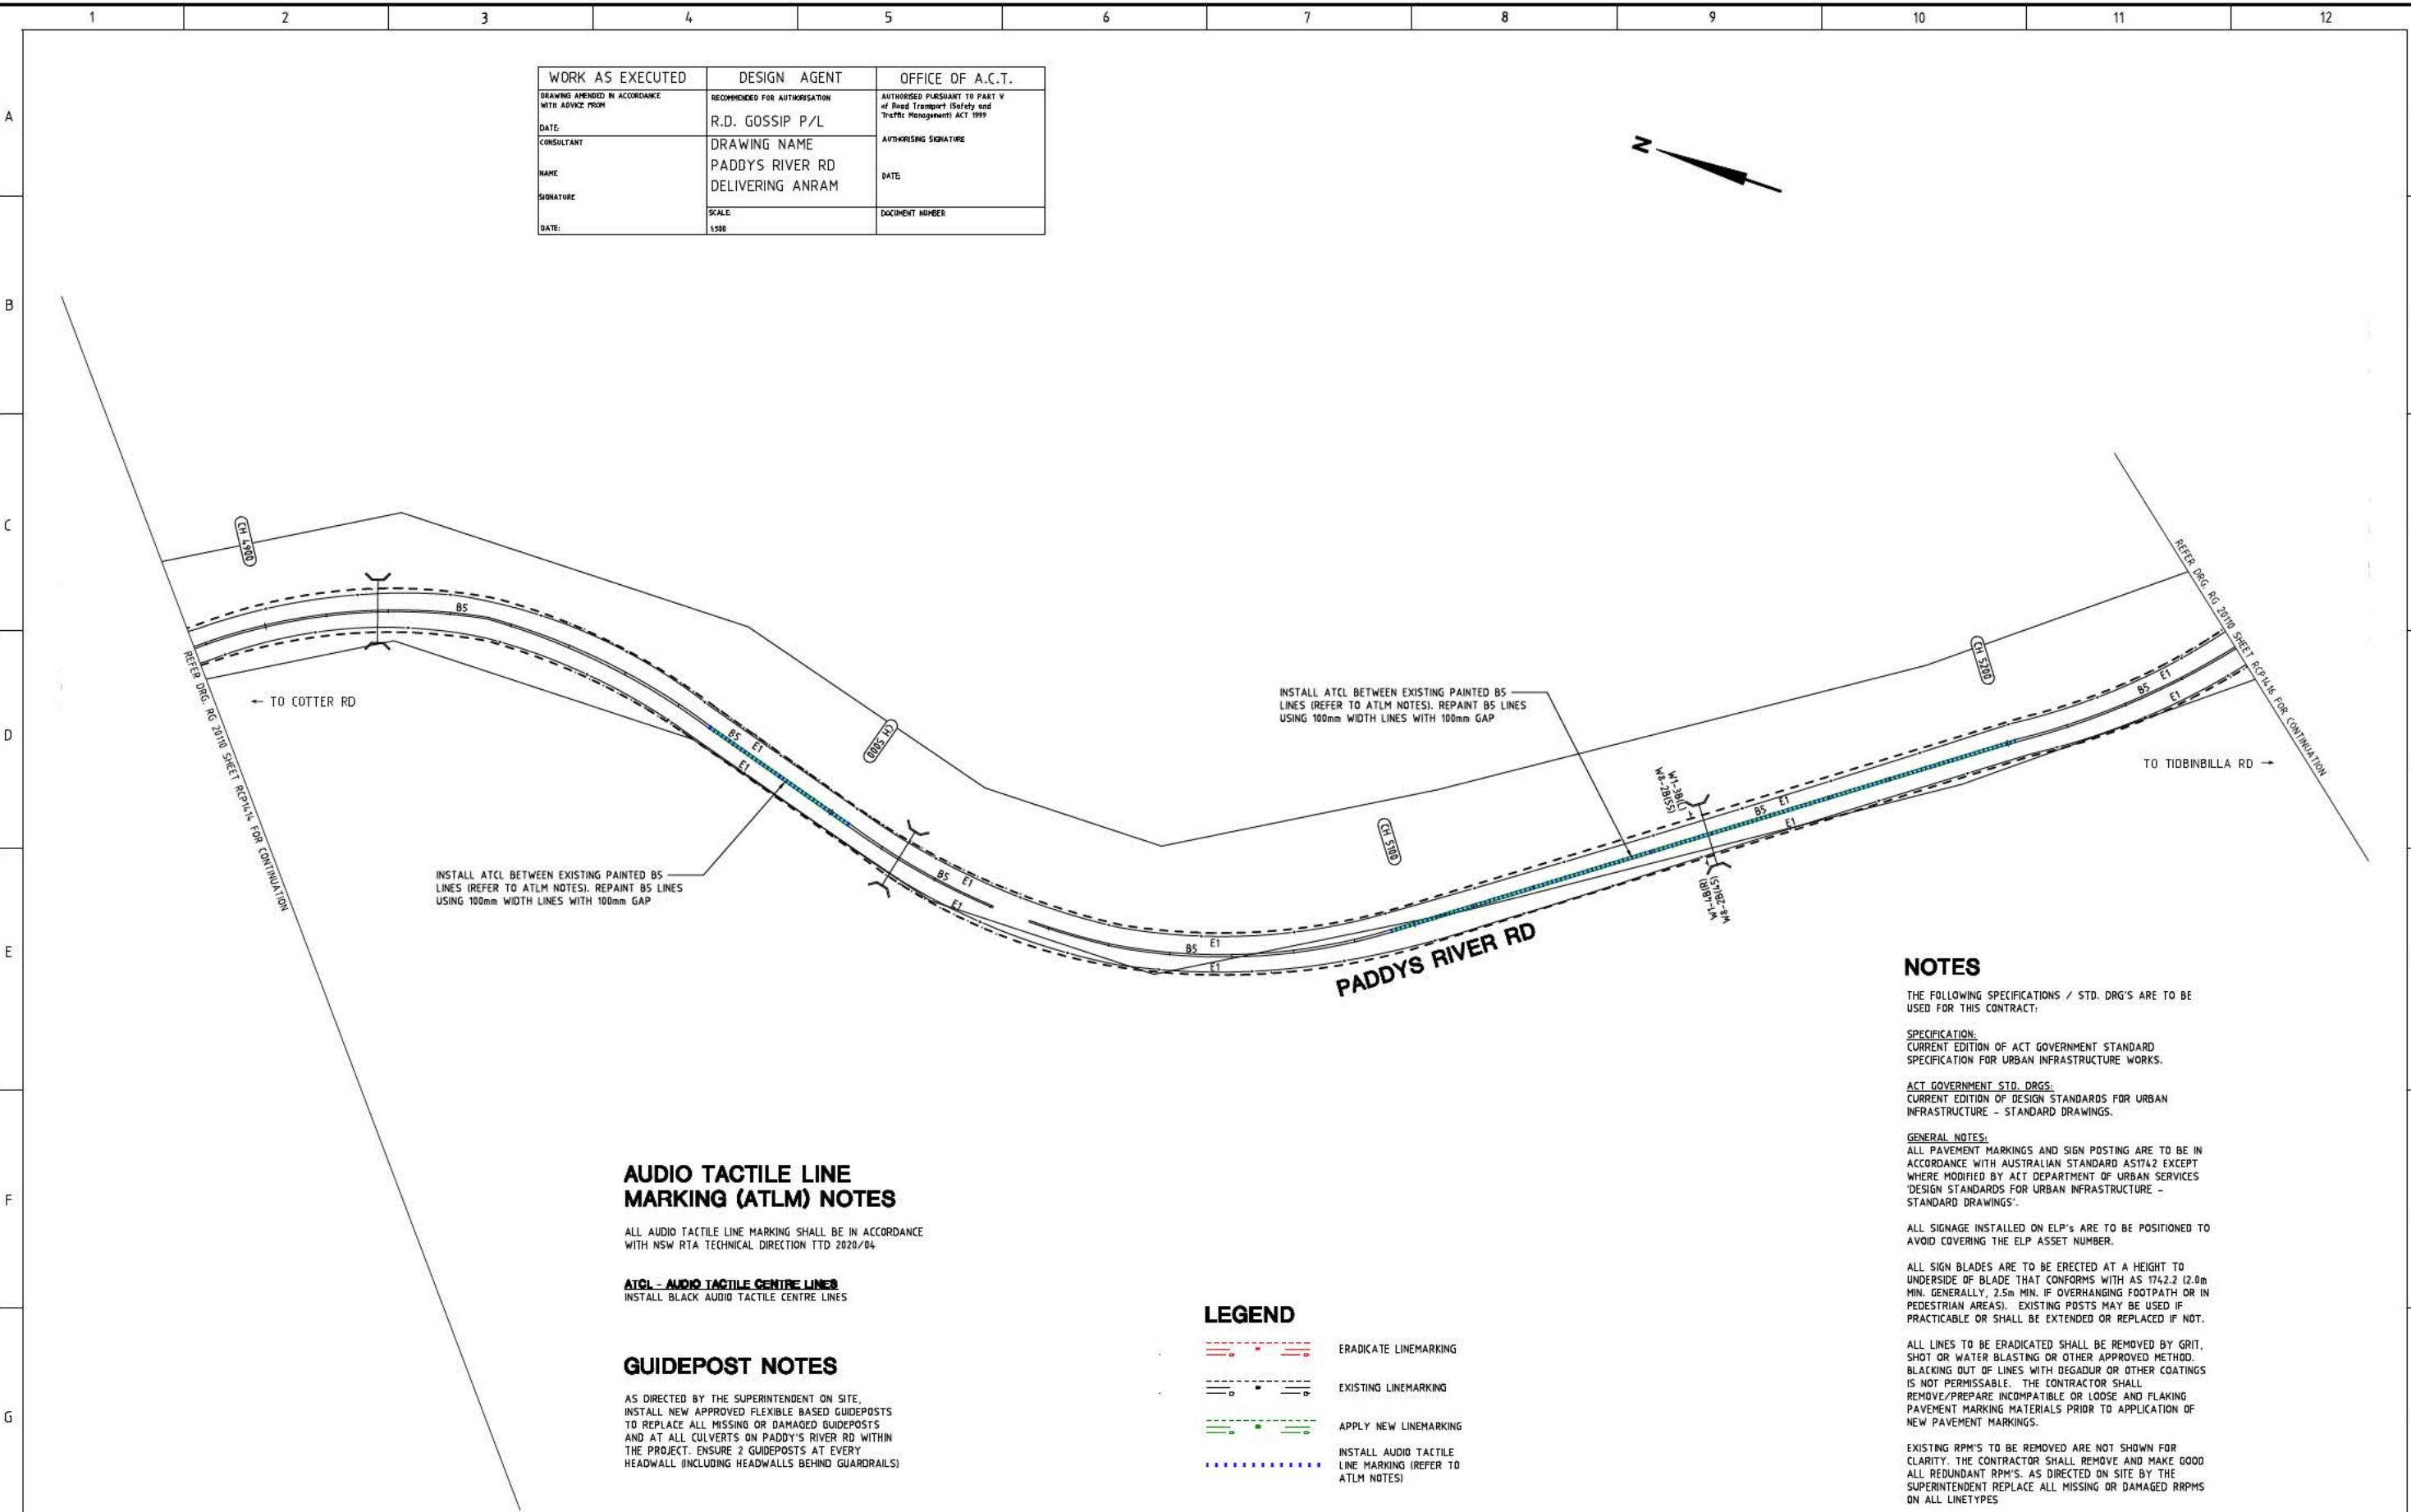 1 2 3 4 5 6 7 8 9 10 11 12
A
B
C
D
E
F
G
WORK AS EXECUTED
DRAWING AMENDED IN ACCORDANCE
WITH ADVICE FROM
DATE:
CONSULTANT
NAME
SIGNATURE
DATE:
DESIGN AGENT
RECOMMENDED FOR AUTHORISATION
R.D. GOSSIP P/L
DRAWING NAME
PADDYS RIVER RD
DELIVERING ANRAM
SCALE:
1:500
OFFICE OF A.C.T.
AUTHORISED PURSUANT TO PART V
of Road Transport (Safety and
Traffic Management) ACT 1999
AUTHORISING SIGNATURE
DATE:
DOCUMENT NUMBER
N
CH 4900
B5
REFER DRG. RG 20110 SHEET RCP1414 FOR CONTINUATION
← TO COTTER RD
B5
E1
E1
CH 5000
INSTALL ATCL BETWEEN EXISTING PAINTED B5
LINES (REFER TO ATLM NOTES). REPAINT B5 LINES
USING 100mm WIDTH LINES WITH 100mm GAP
B5
E1
E1
B5
E1
E1
CH 5100
INSTALL ATCL BETWEEN EXISTING PAINTED B5
LINES (REFER TO ATLM NOTES). REPAINT B5 LINES
USING 100mm WIDTH LINES WITH 100mm GAP
W1-3B(L)
W8-2B(55)
B5
E1
E1
W8-2B(45)
W1-4B(R)
CH 5200
B5
E1
E1
REFER DRG. RG 20110 SHEET RCP1416 FOR CONTINUATION
TO TIDBINBILLA RD →
PADDYS RIVER RD
AUDIO TACTILE LINE
MARKING (ATLM) NOTES
ALL AUDIO TACTILE LINE MARKING SHALL BE IN ACCORDANCE
WITH NSW RTA TECHNICAL DIRECTION TTD 2020/04
ATCL - AUDIO TACTILE CENTRE LINES
INSTALL BLACK AUDIO TACTILE CENTRE LINES
GUIDEPOST NOTES
AS DIRECTED BY THE SUPERINTENDENT ON SITE,
INSTALL NEW APPROVED FLEXIBLE BASED GUIDEPOSTS
TO REPLACE ALL MISSING OR DAMAGED GUIDEPOSTS
AND AT ALL CULVERTS ON PADDY'S RIVER RD WITHIN
THE PROJECT. ENSURE 2 GUIDEPOSTS AT EVERY
HEADWALL (INCLUDING HEADWALLS BEHIND GUARDRAILS)
LEGEND
ERADICATE LINEMARKING
EXISTING LINEMARKING
APPLY NEW LINEMARKING
INSTALL AUDIO TACTILE
LINE MARKING (REFER TO
ATLM NOTES)
NOTES
THE FOLLOWING SPECIFICATIONS / STD. DRG'S ARE TO BE
USED FOR THIS CONTRACT:
SPECIFICATION:
CURRENT EDITION OF ACT GOVERNMENT STANDARD
SPECIFICATION FOR URBAN INFRASTRUCTURE WORKS.
ACT GOVERNMENT STD. DRGS:
CURRENT EDITION OF DESIGN STANDARDS FOR URBAN
INFRASTRUCTURE - STANDARD DRAWINGS.
GENERAL NOTES:
ALL PAVEMENT MARKINGS AND SIGN POSTING ARE TO BE IN
ACCORDANCE WITH AUSTRALIAN STANDARD AS1742 EXCEPT
WHERE MODIFIED BY ACT DEPARTMENT OF URBAN SERVICES
'DESIGN STANDARDS FOR URBAN INFRASTRUCTURE -
STANDARD DRAWINGS'.
ALL SIGNAGE INSTALLED ON ELP's ARE TO BE POSITIONED TO
AVOID COVERING THE ELP ASSET NUMBER.
ALL SIGN BLADES ARE TO BE ERECTED AT A HEIGHT TO
UNDERSIDE OF BLADE THAT CONFORMS WITH AS 1742.2 (2.0m
MIN. GENERALLY, 2.5m MIN. IF OVERHANGING FOOTPATH OR IN
PEDESTRIAN AREAS). EXISTING POSTS MAY BE USED IF
PRACTICABLE OR SHALL BE EXTENDED OR REPLACED IF NOT.
ALL LINES TO BE ERADICATED SHALL BE REMOVED BY GRIT,
SHOT OR WATER BLASTING OR OTHER APPROVED METHOD.
BLACKING OUT OF LINES WITH DEGADUR OR OTHER COATINGS
IS NOT PERMISSABLE. THE CONTRACTOR SHALL
REMOVE/PREPARE INCOMPATIBLE OR LOOSE AND FLAKING
PAVEMENT MARKING MATERIALS PRIOR TO APPLICATION OF
NEW PAVEMENT MARKINGS.
EXISTING RPM'S TO BE REMOVED ARE NOT SHOWN FOR
CLARITY. THE CONTRACTOR SHALL REMOVE AND MAKE GOOD
ALL REDUNDANT RPM'S. AS DIRECTED ON SITE BY THE
SUPERINTENDENT REPLACE ALL MISSING OR DAMAGED RRPMS
ON ALL LINETYPES